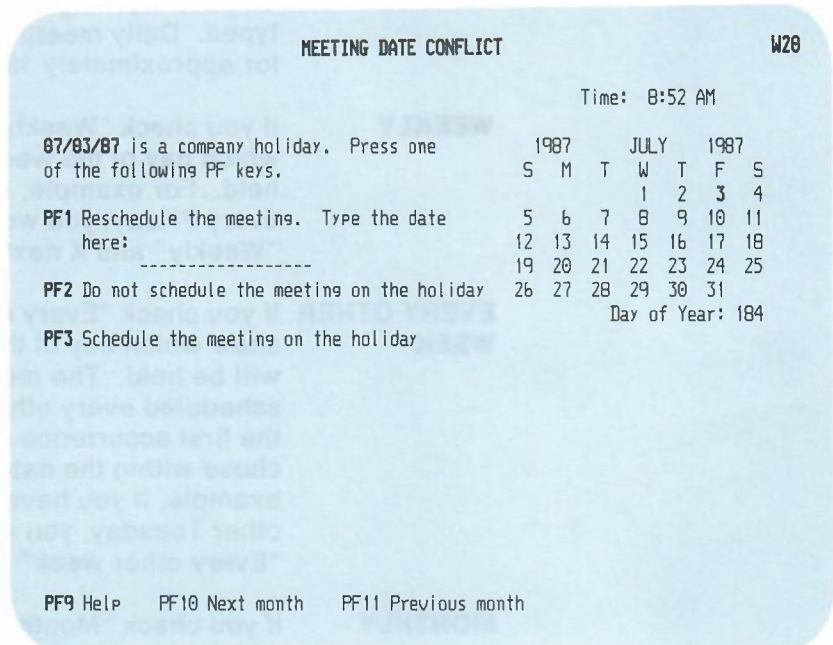 MEETING DATE CONFLICT W20
Time: 8:52 AM
07/03/87 is a company holiday. Press one
of the following PF keys.
1987 JULY 1987
S M T W T F S
1 2 3 4
PF1 Reschedule the meeting. Type the date
here:
5 6 7 8 9 10 11
12 13 14 15 16 17 18
19 20 21 22 23 24 25
PF2 Do not schedule the meeting on the holiday
26 27 28 29 30 31
Day of Year: 184
PF3 Schedule the meeting on the holiday
PF9 Help PF10 Next month PF11 Previous month